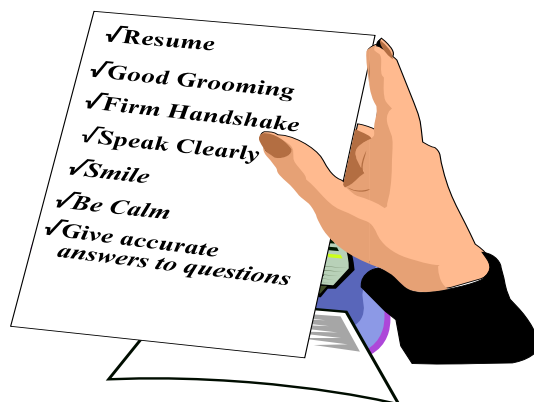 √Resume
√Good Grooming
√Firm Handshake
√Speak Clearly
√Smile
√Be Calm
√Give accurate
answers to questions